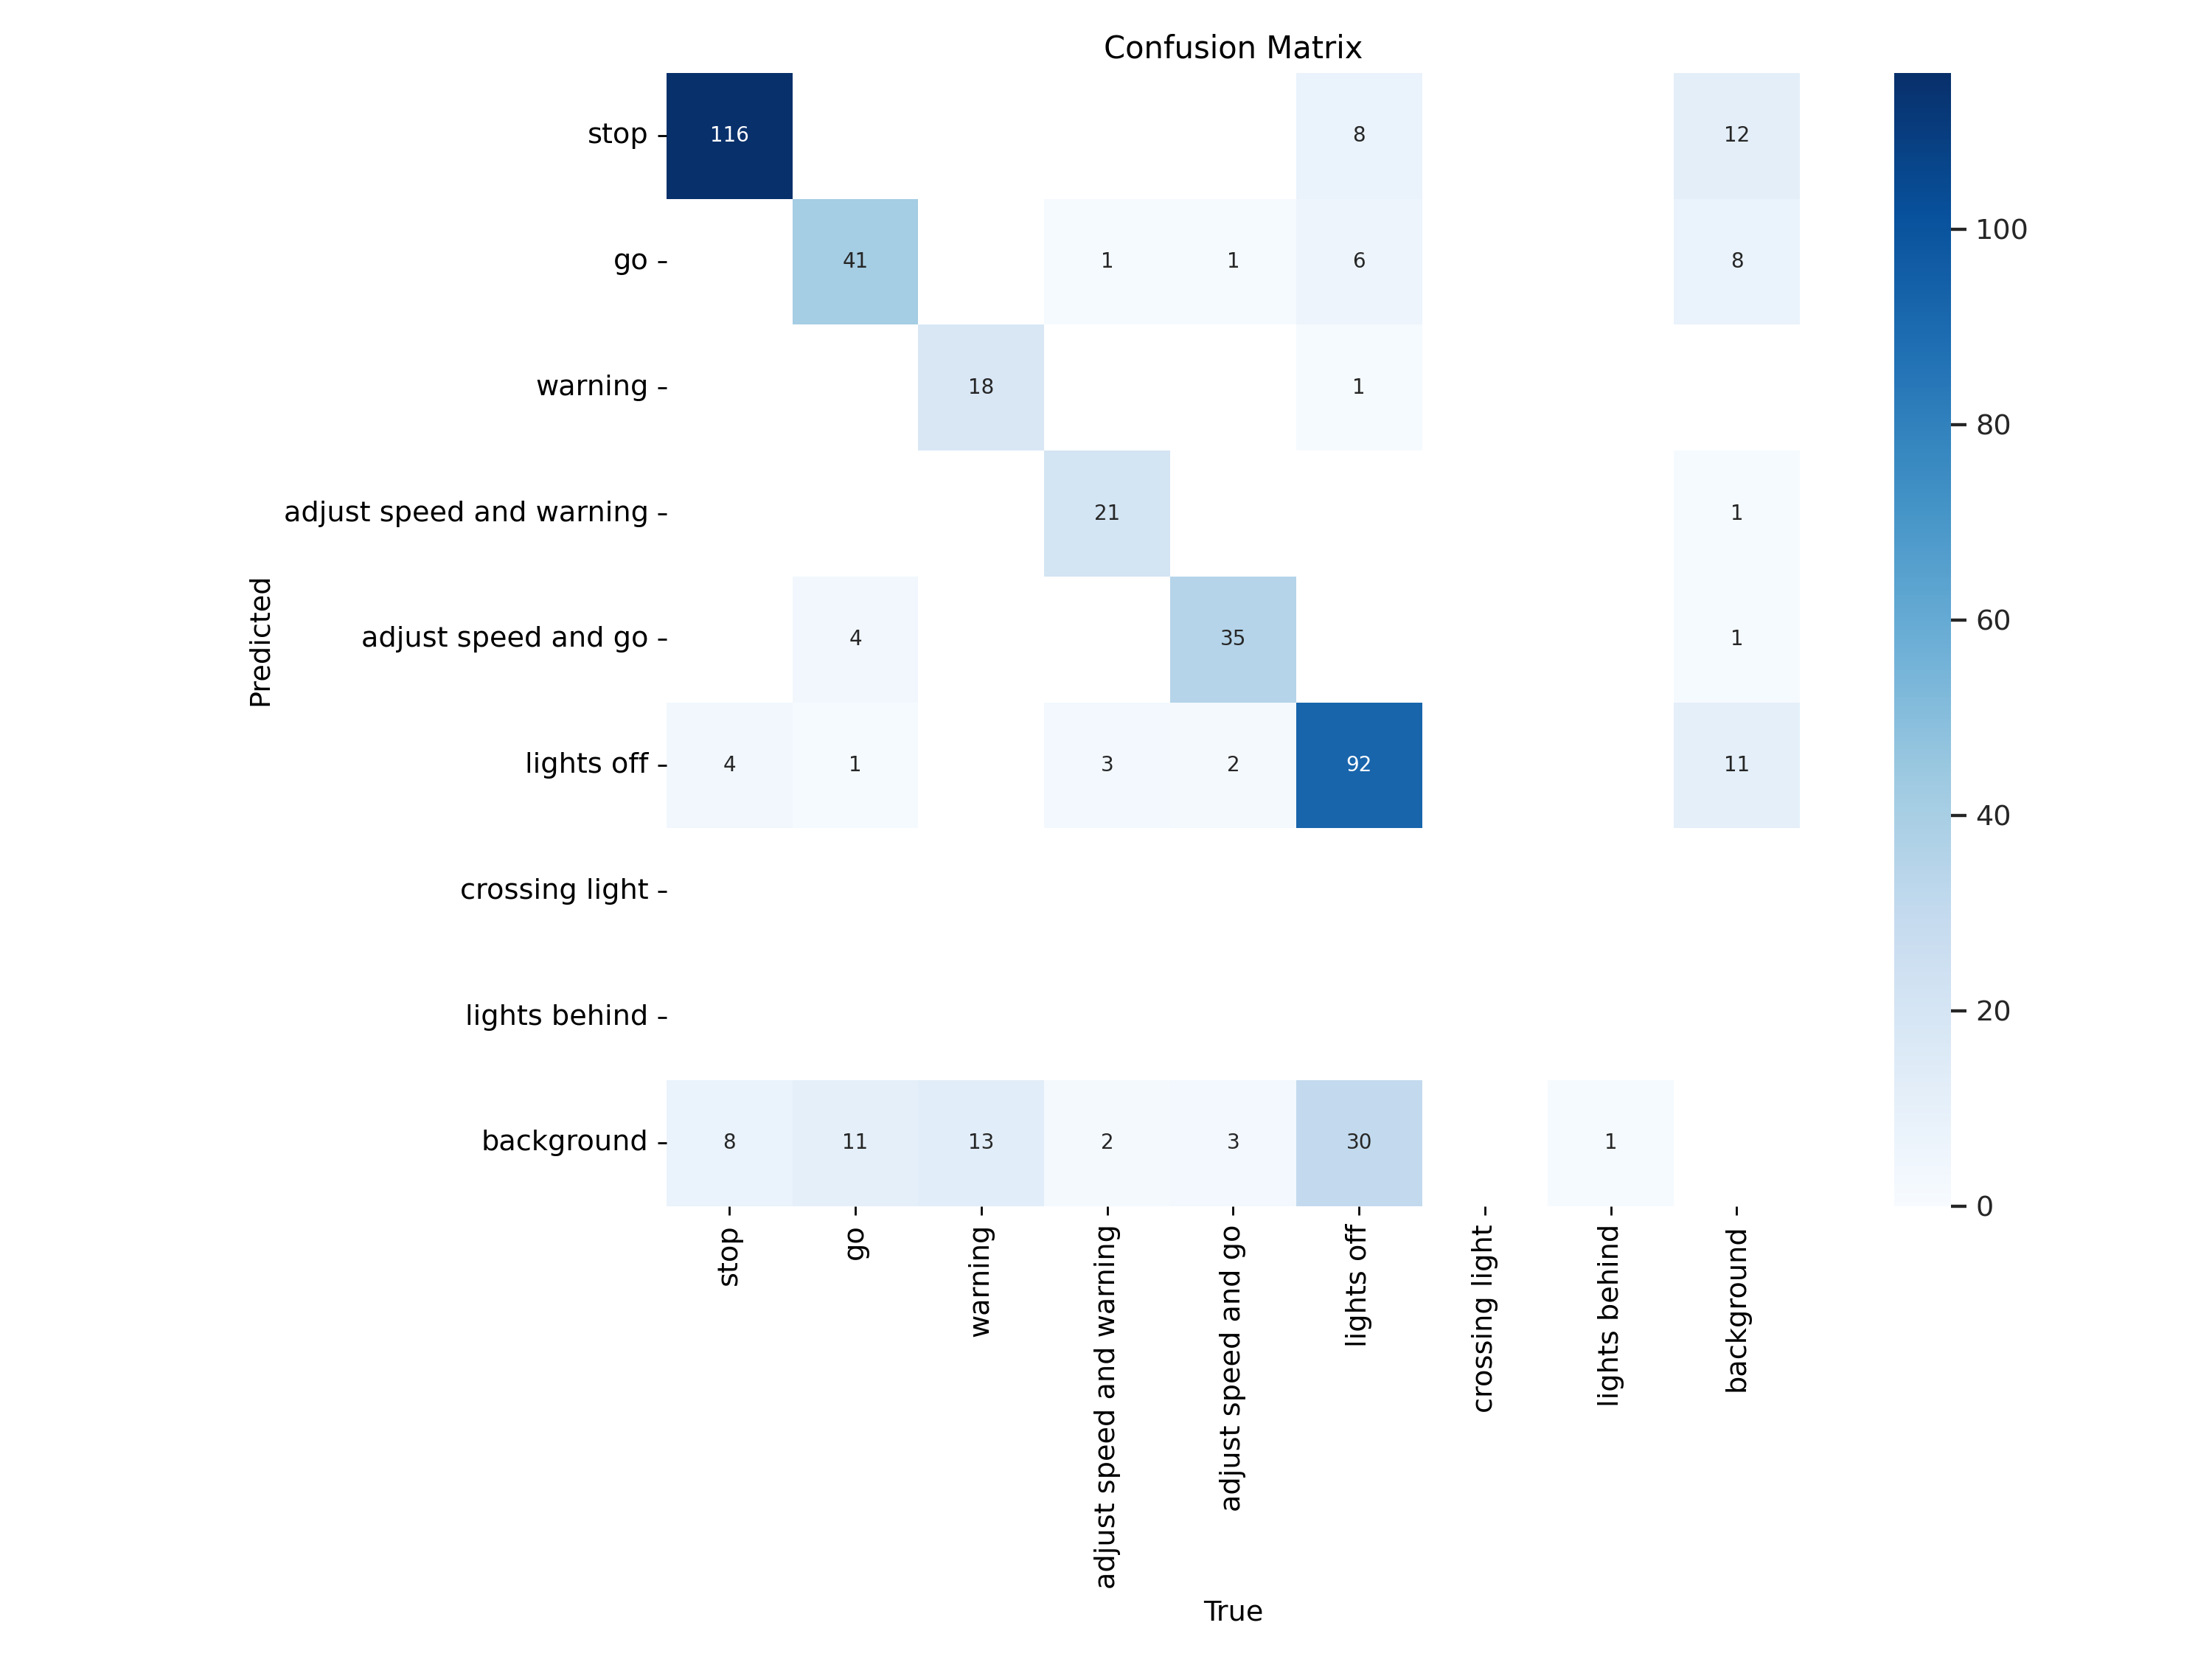 Confusion Matrix
stop
116
8
12
go
41
1
1
6
8
warning
18
1
adjust speed and warning
21
1
adjust speed and go
4
35
1
lights off
4
1
3
2
92
11
crossing light
lights behind
background
8
11
13
2
3
30
1
Predicted
stop
go
warning
adjust speed and warning
adjust speed and go
lights off
crossing light
lights behind
background
True
100
80
60
40
20
0